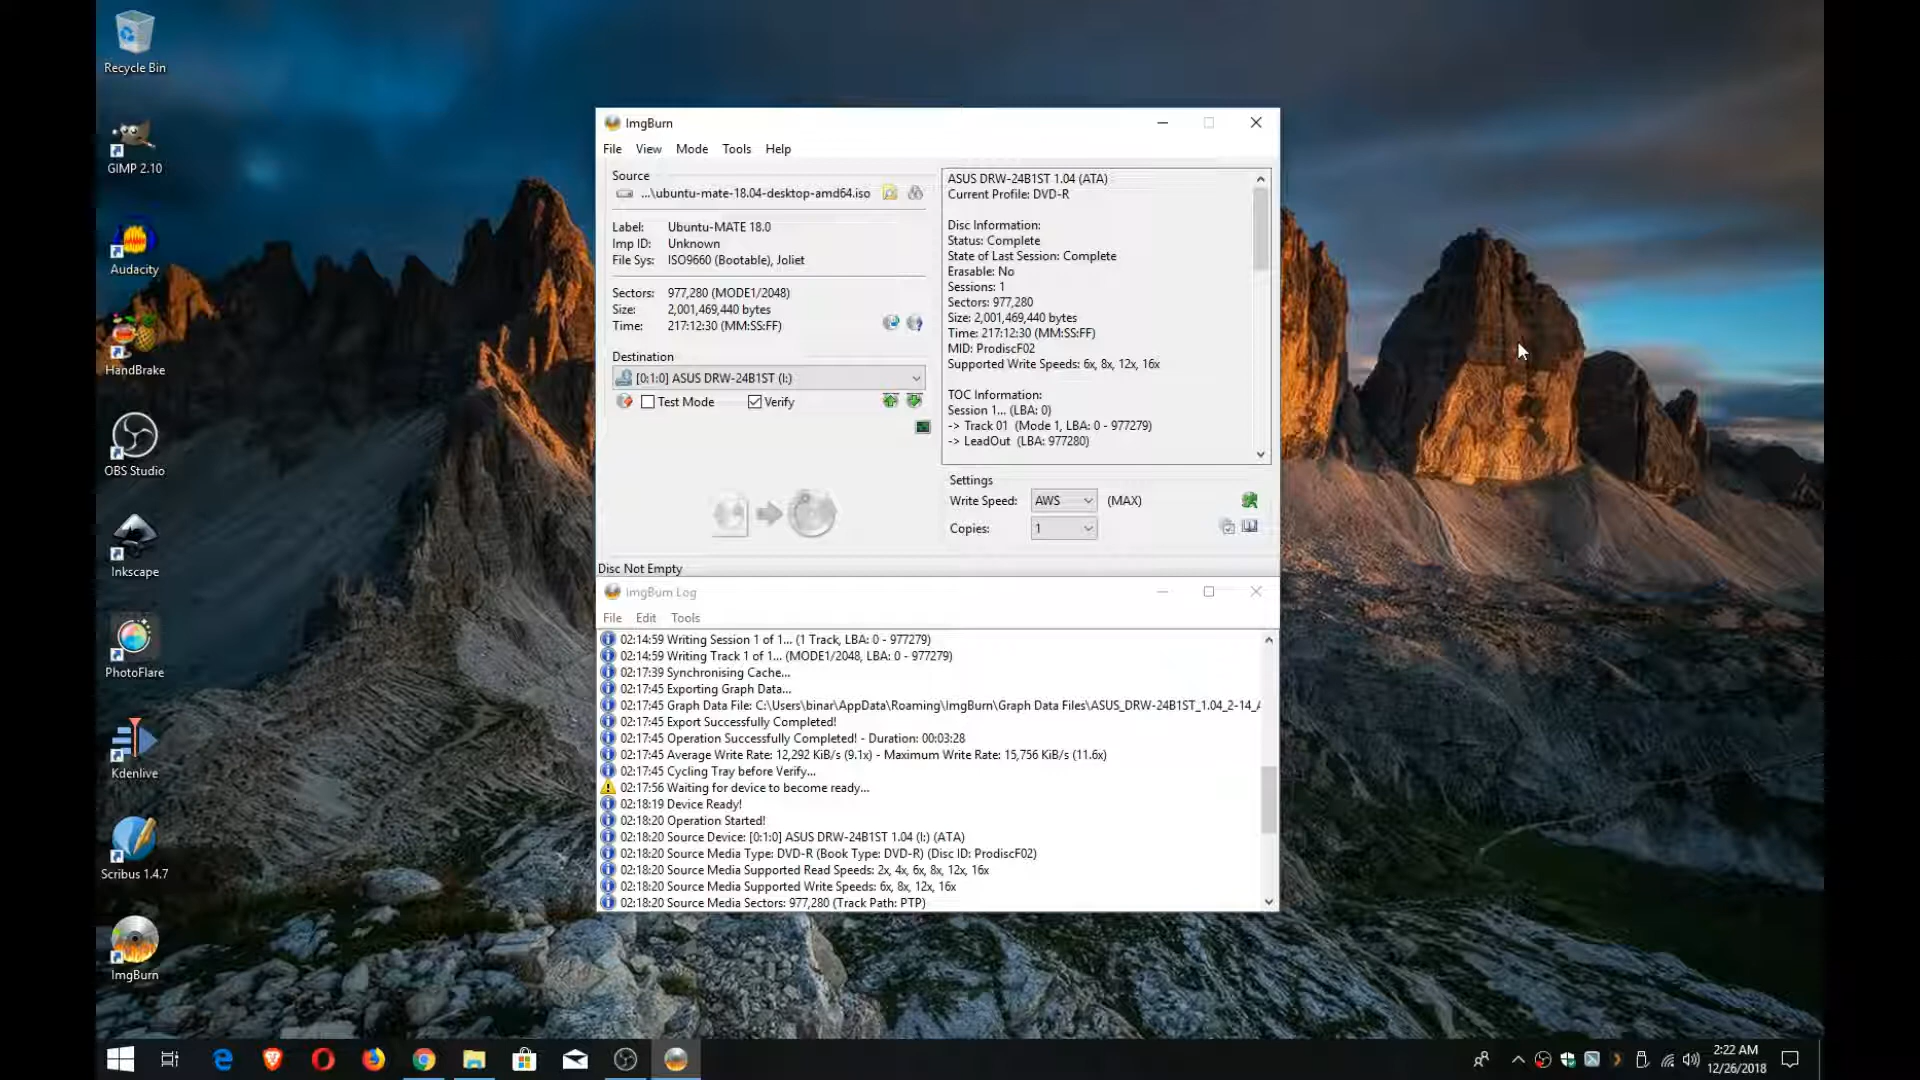 Recycle Bin
GIMP 2.10
Audacity
HandBrake
OBS Studio
Inkscape
PhotoFlare
Kdenlive
Scribus 1.4.7
ImgBurn
ImgBurn
File View Mode Tools Help
Source
...\ubuntu-mate-18.04-desktop-amd64.iso
Label: Ubuntu-MATE 18.0
Imp ID: Unknown
File Sys: ISO9660 (Bootable), Joliet
Sectors: 977,280 (MODE1/2048)
Size: 2,001,469,440 bytes
Time: 217:12:30 (MM:SS:FF)
Destination
[0:1:0] ASUS DRW-24B1ST (I:)
Test Mode Verify
ASUS DRW-24B1ST 1.04 (ATA)
Current Profile: DVD-R
Disc Information:
Status: Complete
State of Last Session: Complete
Erasable: No
Sessions: 1
Sectors: 977,280
Size: 2,001,469,440 bytes
Time: 217:12:30 (MM:SS:FF)
MID: ProdiscF02
Supported Write Speeds: 6x, 8x, 12x, 16x
TOC Information:
Session 1... (LBA: 0)
-> Track 01 (Mode 1, LBA: 0 - 977279)
-> LeadOut (LBA: 977280)
Settings
Write Speed: AWS (MAX)
Copies: 1
Disc Not Empty
ImgBurn Log
File Edit Tools
02:14:59 Writing Session 1 of 1... (1 Track, LBA: 0 - 977279)
02:14:59 Writing Track 1 of 1... (MODE1/2048, LBA: 0 - 977279)
02:17:39 Synchronising Cache...
02:17:45 Exporting Graph Data...
02:17:45 Graph Data File: C:\Users\binar\AppData\Roaming\ImgBurn\Graph Data Files\ASUS_DRW-24B1ST_1.04_2-14_A
02:17:45 Export Successfully Completed!
02:17:45 Operation Successfully Completed! - Duration: 00:03:28
02:17:45 Average Write Rate: 12,292 KiB/s (9.1x) - Maximum Write Rate: 15,756 KiB/s (11.6x)
02:17:45 Cycling Tray before Verify...
02:17:56 Waiting for device to become ready...
02:18:19 Device Ready!
02:18:20 Operation Started!
02:18:20 Source Device: [0:1:0] ASUS DRW-24B1ST 1.04 (I:) (ATA)
02:18:20 Source Media Type: DVD-R (Book Type: DVD-R) (Disc ID: ProdiscF02)
02:18:20 Source Media Supported Read Speeds: 2x, 4x, 6x, 8x, 12x, 16x
02:18:20 Source Media Supported Write Speeds: 6x, 8x, 12x, 16x
02:18:20 Source Media Sectors: 977,280 (Track Path: PTP)
2:22 AM
12/26/2018